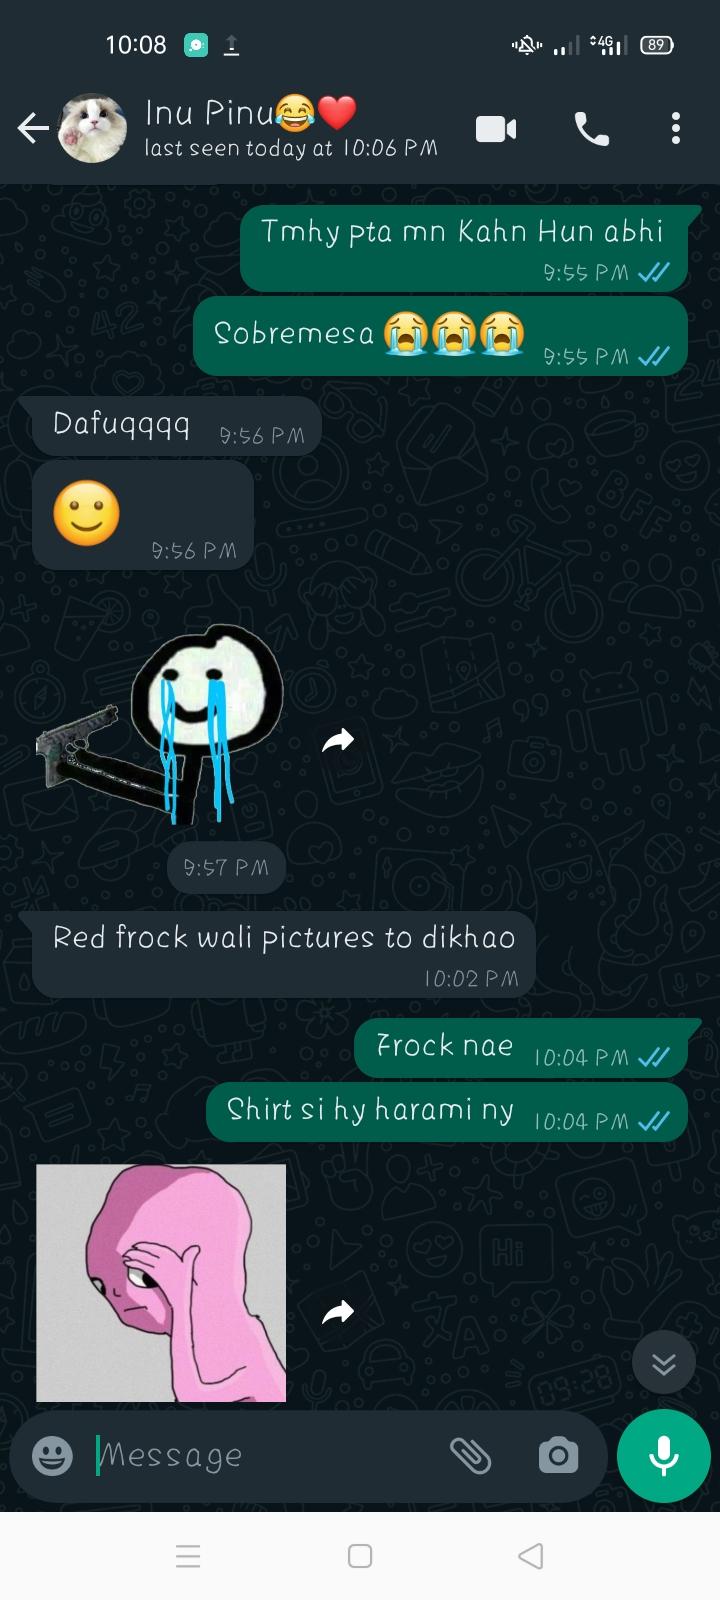 10:08
4G
89
Inu Pinu😂❤️
last seen today at 10:06 PM
Tmhy pta mn Kahn Hun abhi
9:55 PM
Sobremesa 😭😭😭 9:55 PM
Dafuqqqq 9:56 PM
🙂 9:56 PM
9:57 PM
Red frock wali pictures to dikhao
10:02 PM
Frock nae 10:04 PM
Shirt si hy harami ny 10:04 PM
Message